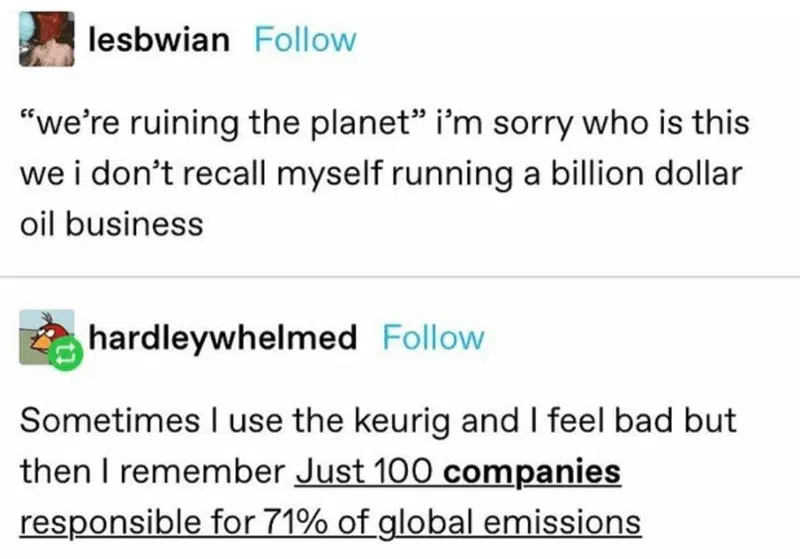 lesbwian Follow
“we’re ruining the planet” i’m sorry who is this
we i don’t recall myself running a billion dollar
oil business
hardleywhelmed Follow
Sometimes I use the keurig and I feel bad but
then I remember Just 100 companies
responsible for 71% of global emissions